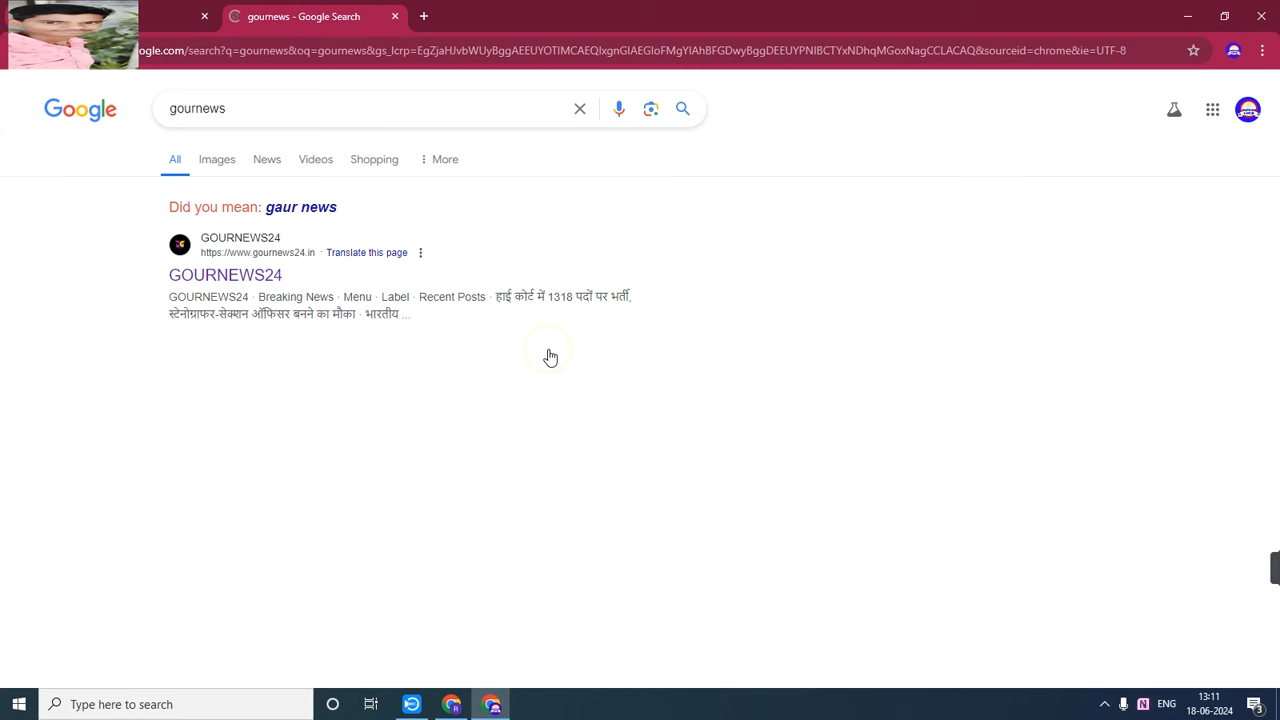 gournews - Google Search
ogle.com/search?q=gournews&oq=gournews&gs_lcrp=EgZjaHJvbWUyBggAEEUYOTIMCAEQIxgnGIAEGIoFMgYIAhBFGDwyBggDEEUYPNIBCTYxNDhqMGoxNagCCLACAQ&sourceid=chrome&ie=UTF-8
Google
gournews
All Images News Videos Shopping More
Did you mean: gaur news
GOURNEWS24
https://www.gournews24.in · Translate this page
GOURNEWS24
GOURNEWS24 · Breaking News · Menu · Label · Recent Posts · हाई कोर्ट में 1318 पदों पर भर्ती,
स्टेनोग्राफर-सेक्शन ऑफिसर बनने का मौका · भारतीय ...
Type here to search
ENG
13:11
18-06-2024